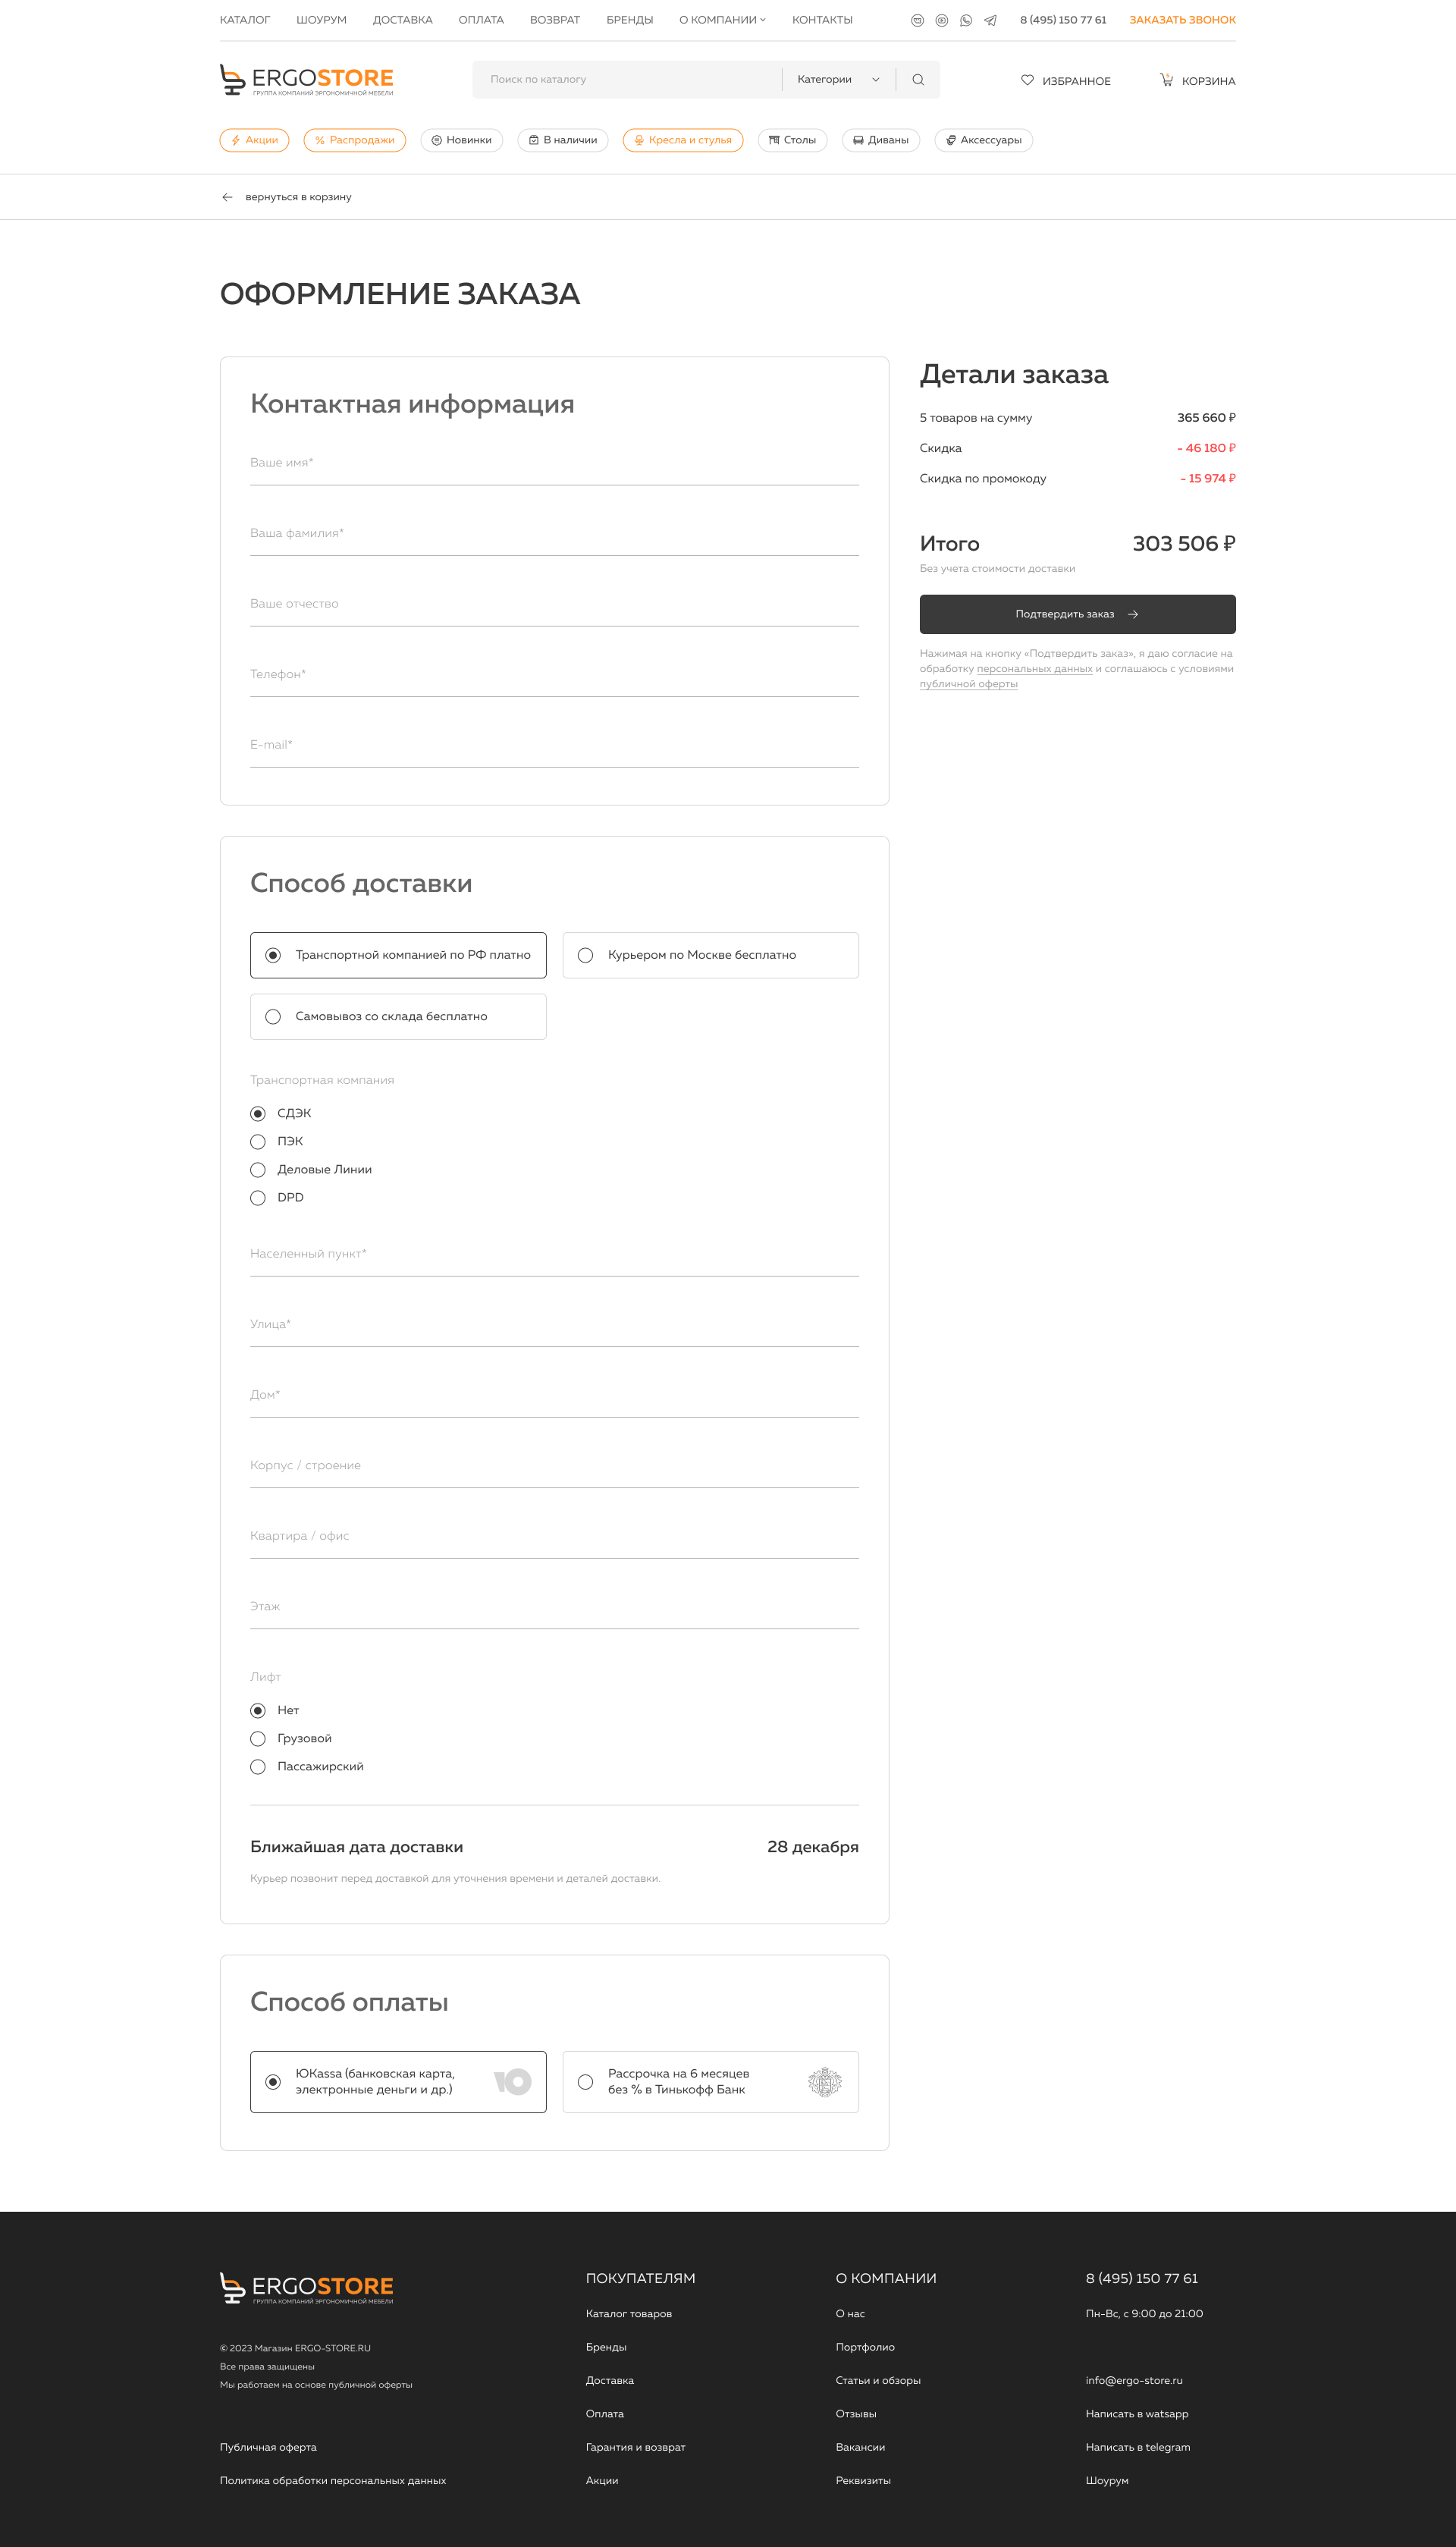 КАТАЛОГ ШОУРУМ ДОСТАВКА ОПЛАТА ВОЗВРАТ БРЕНДЫ О КОМПАНИИ КОНТАКТЫ 8 (495) 150 77 61 ЗАКАЗАТЬ ЗВОНОК
ERGOSTORE
ГРУППА КОМПАНИЙ ЭРГОНОМИЧНОЙ МЕБЕЛИ
Поиск по каталогу Категории ИЗБРАННОЕ КОРЗИНА
Акции Распродажи Новинки В наличии Кресла и стулья Столы Диваны Аксессуары
вернуться в корзину
ОФОРМЛЕНИЕ ЗАКАЗА
Контактная информация
Ваше имя*
Ваша фамилия*
Ваше отчество
Телефон*
E-mail*
Детали заказа
5 товаров на сумму 365 660 ₽
Скидка - 46 180 ₽
Скидка по промокоду - 15 974 ₽
Итого 303 506 ₽
Без учета стоимости доставки
Подтвердить заказ
Нажимая на кнопку «Подтвердить заказ», я даю согласие на
обработку персональных данных и соглашаюсь с условиями
публичной оферты
Способ доставки
Транспортной компанией по РФ платно Курьером по Москве бесплатно
Самовывоз со склада бесплатно
Транспортная компания
СДЭК
ПЭК
Деловые Линии
DPD
Населенный пункт*
Улица*
Дом*
Корпус / строение
Квартира / офис
Этаж
Лифт
Нет
Грузовой
Пассажирский
Ближайшая дата доставки 28 декабря
Курьер позвонит перед доставкой для уточнения времени и деталей доставки.
Способ оплаты
ЮКassa (банковская карта,
электронные деньги и др.)
Рассрочка на 6 месяцев
без % в Тинькофф Банк
ERGOSTORE
ГРУППА КОМПАНИЙ ЭРГОНОМИЧНОЙ МЕБЕЛИ
© 2023 Магазин ERGO-STORE.RU
Все права защищены
Мы работаем на основе публичной оферты
Публичная оферта
Политика обработки персональных данных
ПОКУПАТЕЛЯМ
Каталог товаров
Бренды
Доставка
Оплата
Гарантия и возврат
Акции
О КОМПАНИИ
О нас
Портфолио
Статьи и обзоры
Отзывы
Вакансии
Реквизиты
8 (495) 150 77 61
Пн-Вс, с 9:00 до 21:00
info@ergo-store.ru
Написать в watsapp
Написать в telegram
Шоурум